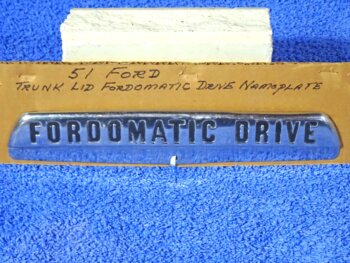 51 FORD
TRUNK LID FORDOMATIC DRIVE NAMEPLATE
FORDOMATIC DRIVE